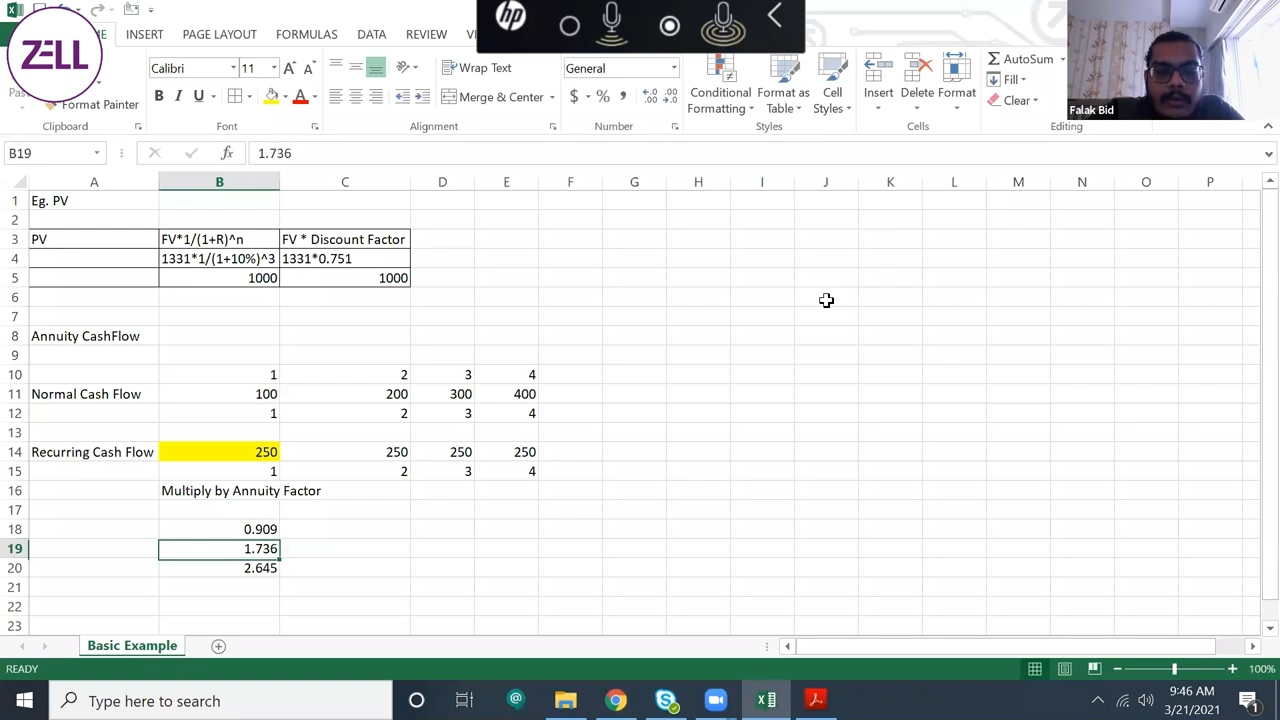 hp
ZELL
INSERT PAGE LAYOUT FORMULAS DATA REVIEW
Calibri 11 Wrap Text General Conditional Formatting Format as Table Cell Styles Insert Delete Format AutoSum
Format Painter B I U Merge & Center $ % Fill
Clear
Clipboard Font Alignment Number Styles Cells Editing
Falak Bid
B19 fx 1.736
A B C D E F G H I J K L M N O P
1 Eg. PV
2
3 PV FV*1/(1+R)^n FV * Discount Factor
4 1331*1/(1+10%)^3 1331*0.751
5 1000 1000
6
7
8 Annuity CashFlow
9
10 1 2 3 4
11 Normal Cash Flow 100 200 300 400
12 1 2 3 4
13
14 Recurring Cash Flow 250 250 250 250
15 1 2 3 4
16 Multiply by Annuity Factor
17
18 0.909
19 1.736
20 2.645
21
22
23
Basic Example
READY 100%
Type here to search
9:46 AM
3/21/2021
1